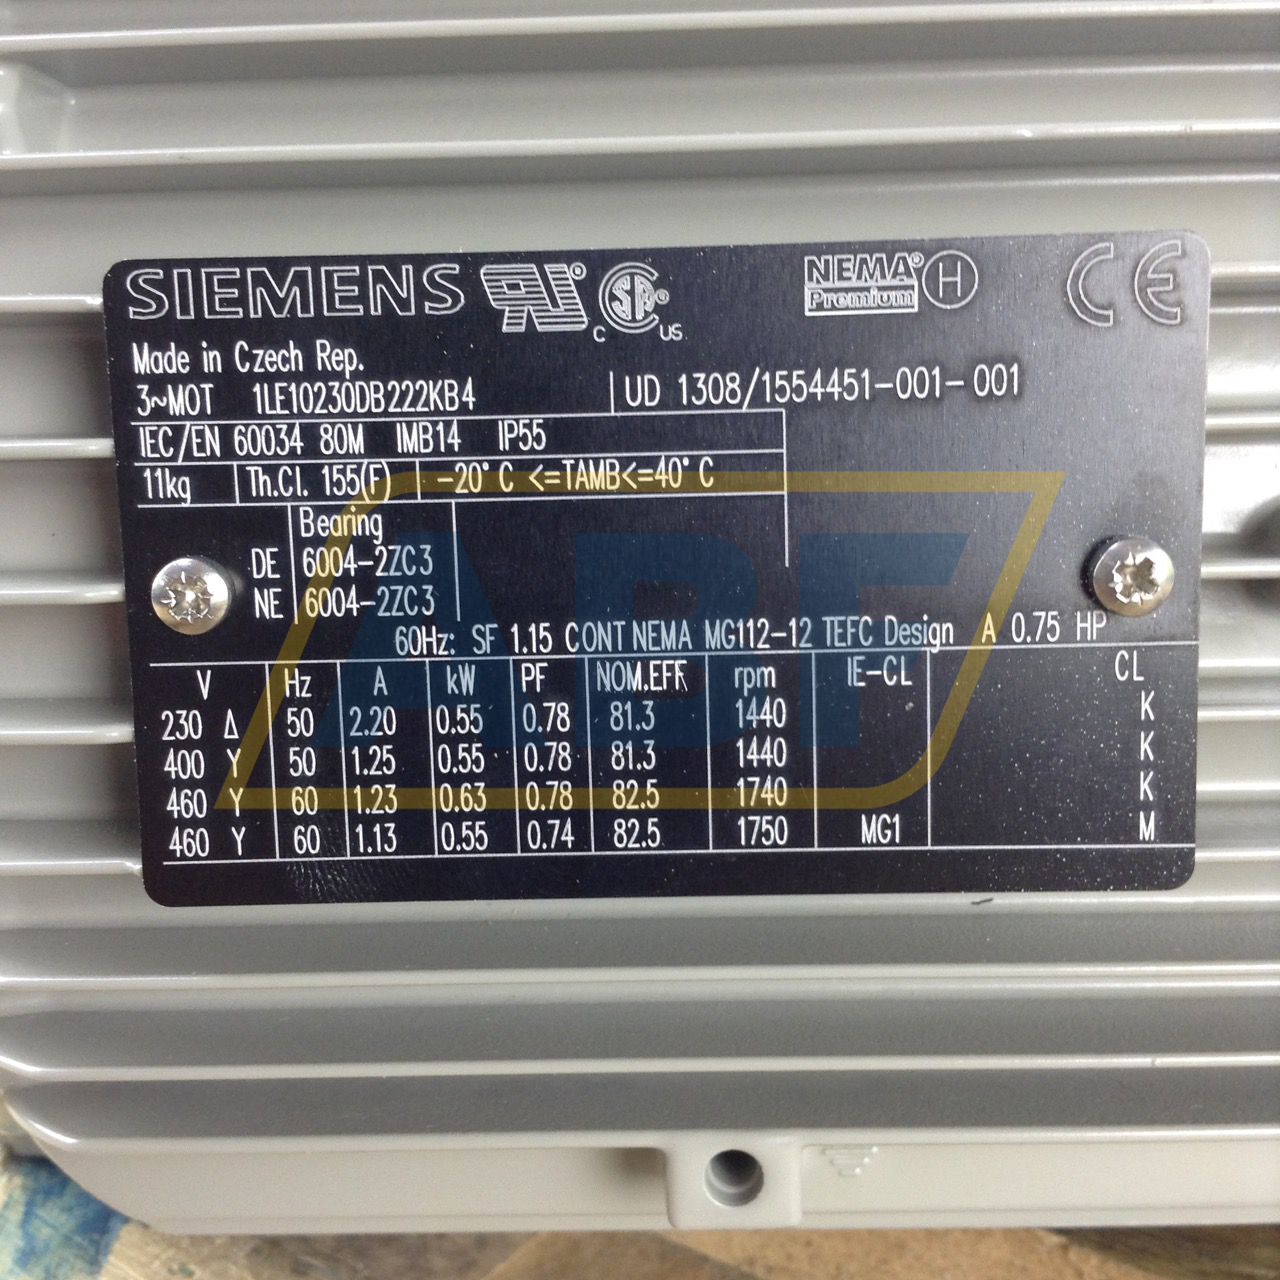 SIEMENS c UR® SA® US NEMA® Premium H CE
Made in Czech Rep.
3~MOT 1LE10230DB222KB4 UD 1308/1554451-001-001
IEC/EN 60034 80M IMB14 IP55
11kg Th.Cl. 155(F) -20°C <=TAMB<=40°C
Bearing
DE 6004-2ZC3
NE 6004-2ZC3
60Hz: SF 1.15 CONT NEMA MG112-12 TEFC Design A 0.75 HP
V Hz A kW PF NOM.EFF rpm IE-CL CL
230 Δ 50 2.20 0.55 0.78 81.3 1440 K
400 Y 50 1.25 0.55 0.78 81.3 1440 K
460 Y 60 1.23 0.63 0.78 82.5 1740 K
460 Y 60 1.13 0.55 0.74 82.5 1750 MG1 M
ABF